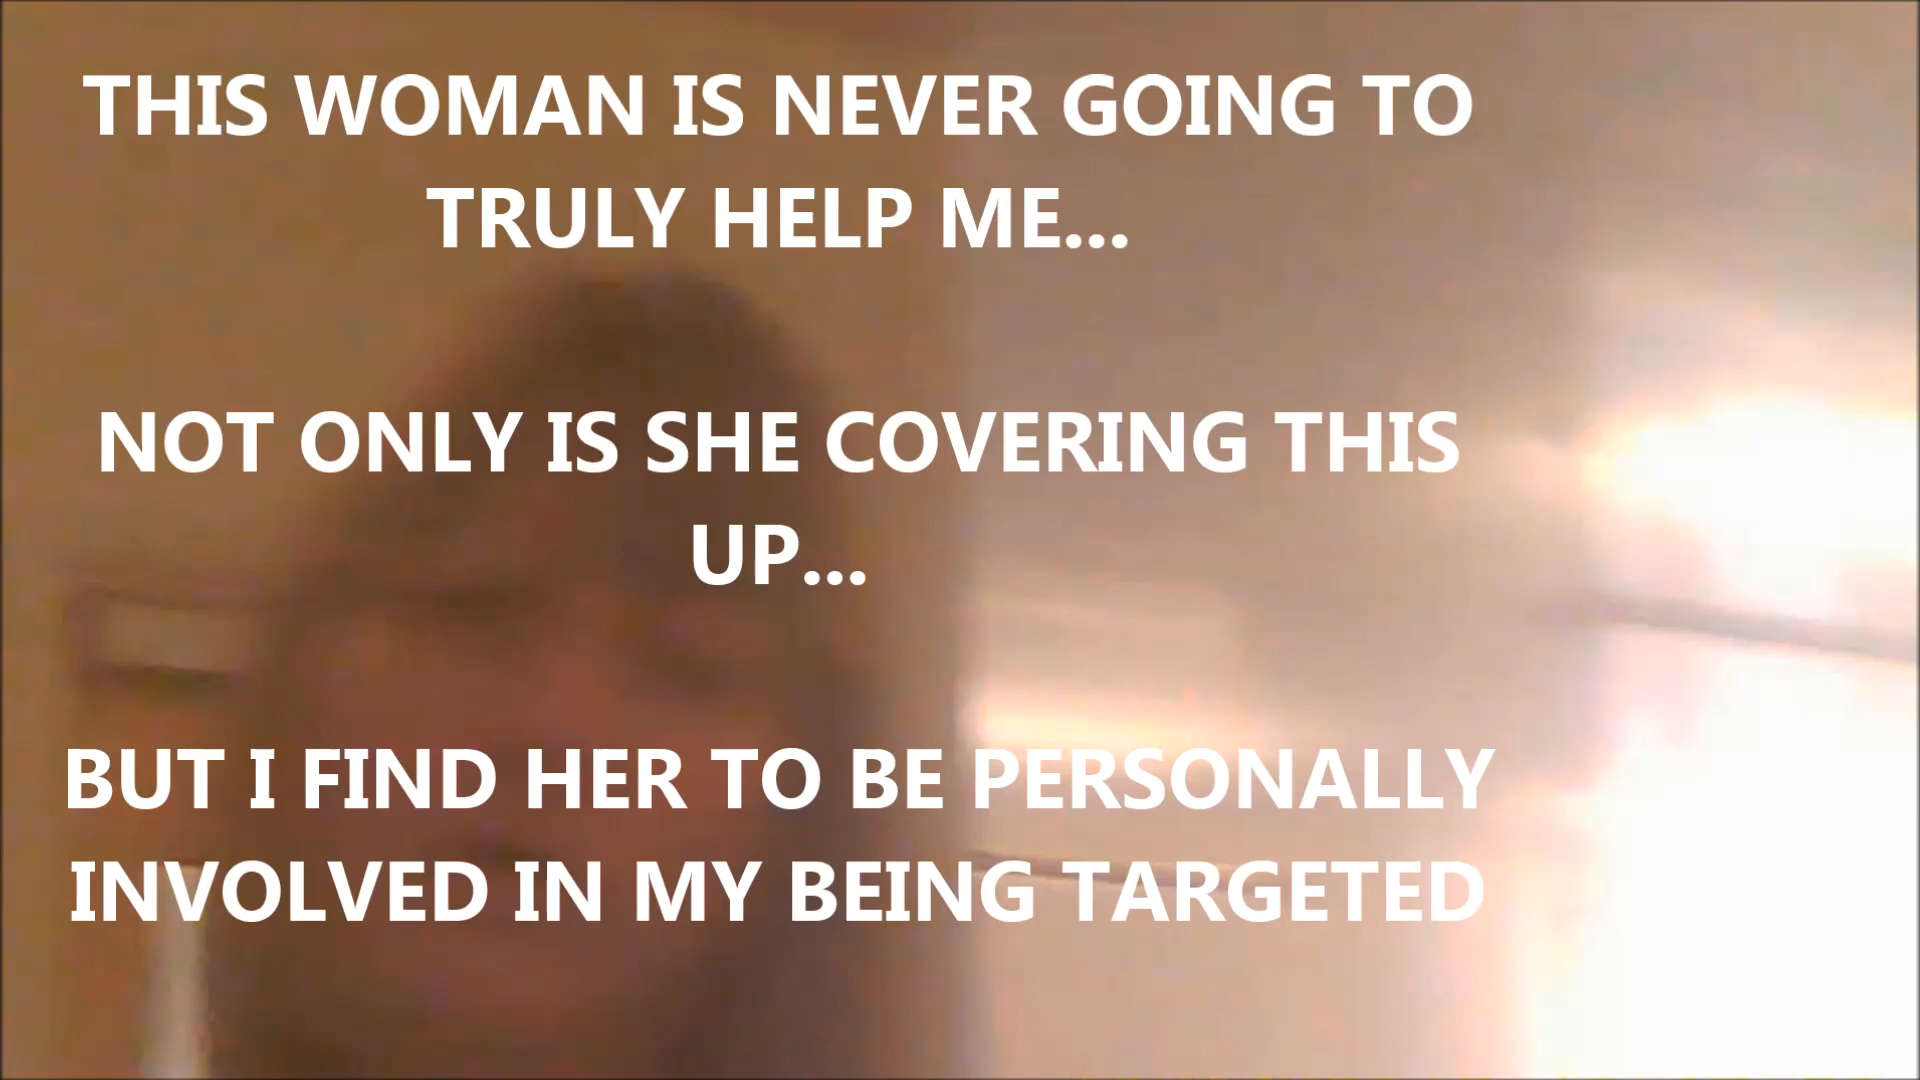 THIS WOMAN IS NEVER GOING TO
TRULY HELP ME...
NOT ONLY IS SHE COVERING THIS
UP...
BUT I FIND HER TO BE PERSONALLY
INVOLVED IN MY BEING TARGETED